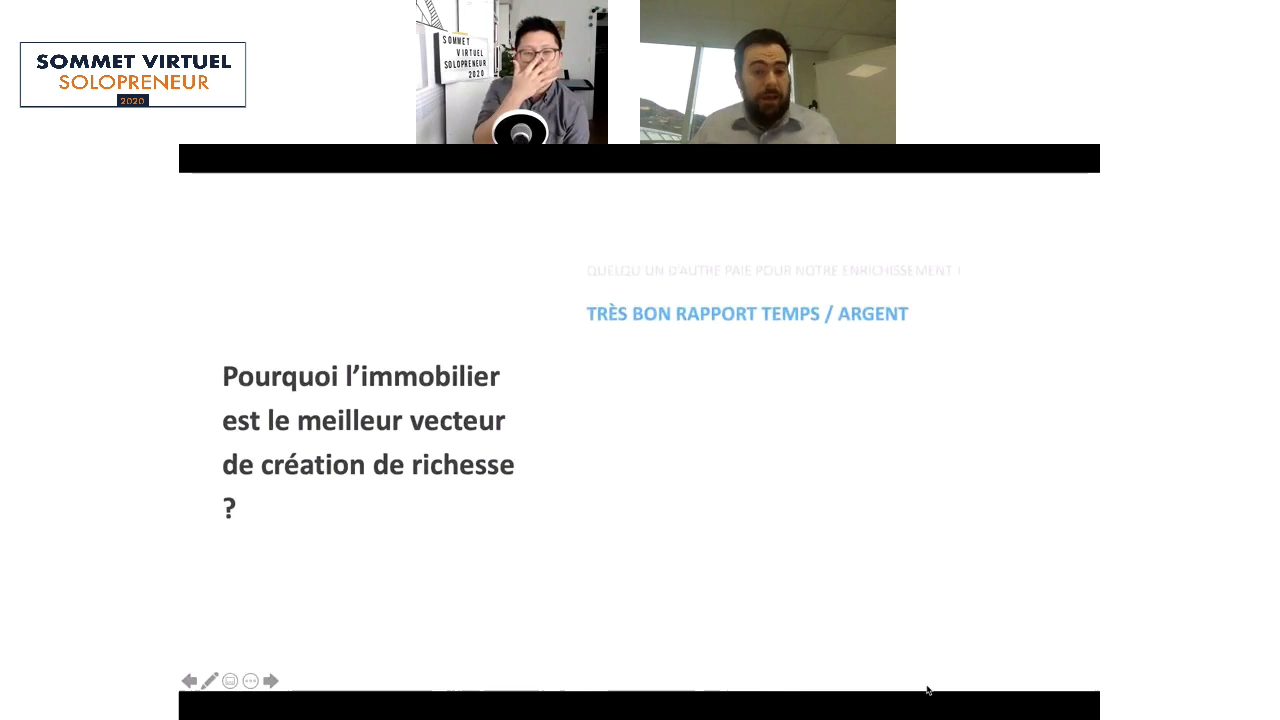 SOMMET VIRTUEL
SOLOPRENEUR
2020
SOMMET
VIRTUEL
SOLOPRENEUR
2020
QUELQU'UN D'AUTRE PAIE POUR NOTRE ENRICHISSEMENT !
TRÈS BON RAPPORT TEMPS / ARGENT
Pourquoi l’immobilier
est le meilleur vecteur
de création de richesse
?